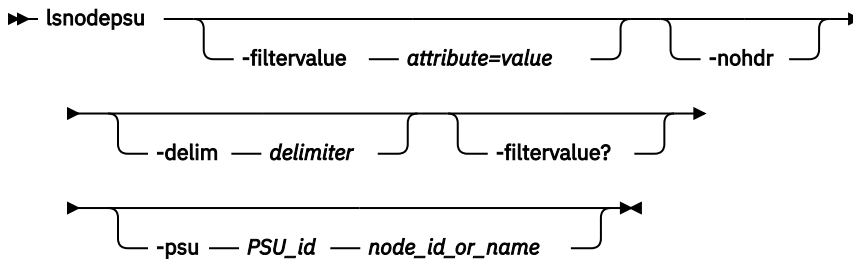 lsnodepsu
-filtervalue attribute=value -nohdr
-delim delimiter -filtervalue?
-psu PSU_id node_id_or_name